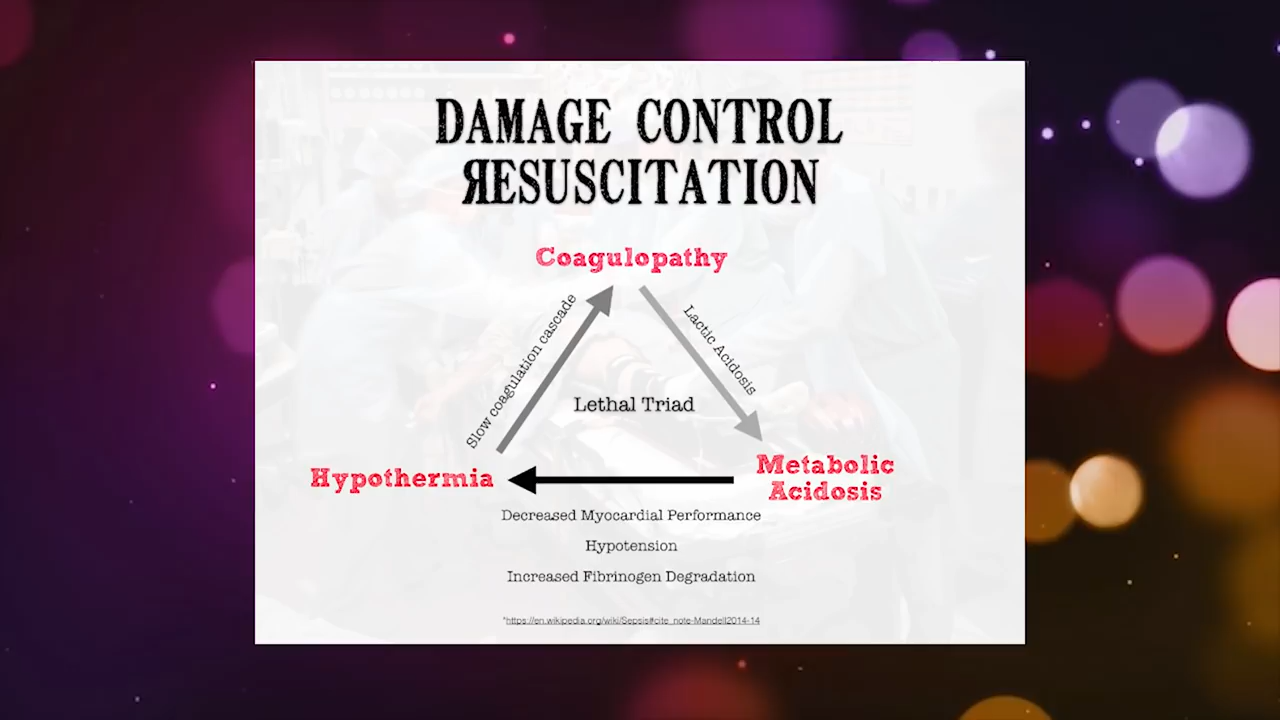 DAMAGE CONTROL
RESUSCITATION
Coagulopathy
Slow coagulation cascade
Lactic Acidosis
Lethal Triad
Hypothermia
Metabolic
Acidosis
Decreased Myocardial Performance
Hypotension
Increased Fibrinogen Degradation
*https://en.wikipedia.org/wiki/Sepsis#cite_note-Mandell2014-14